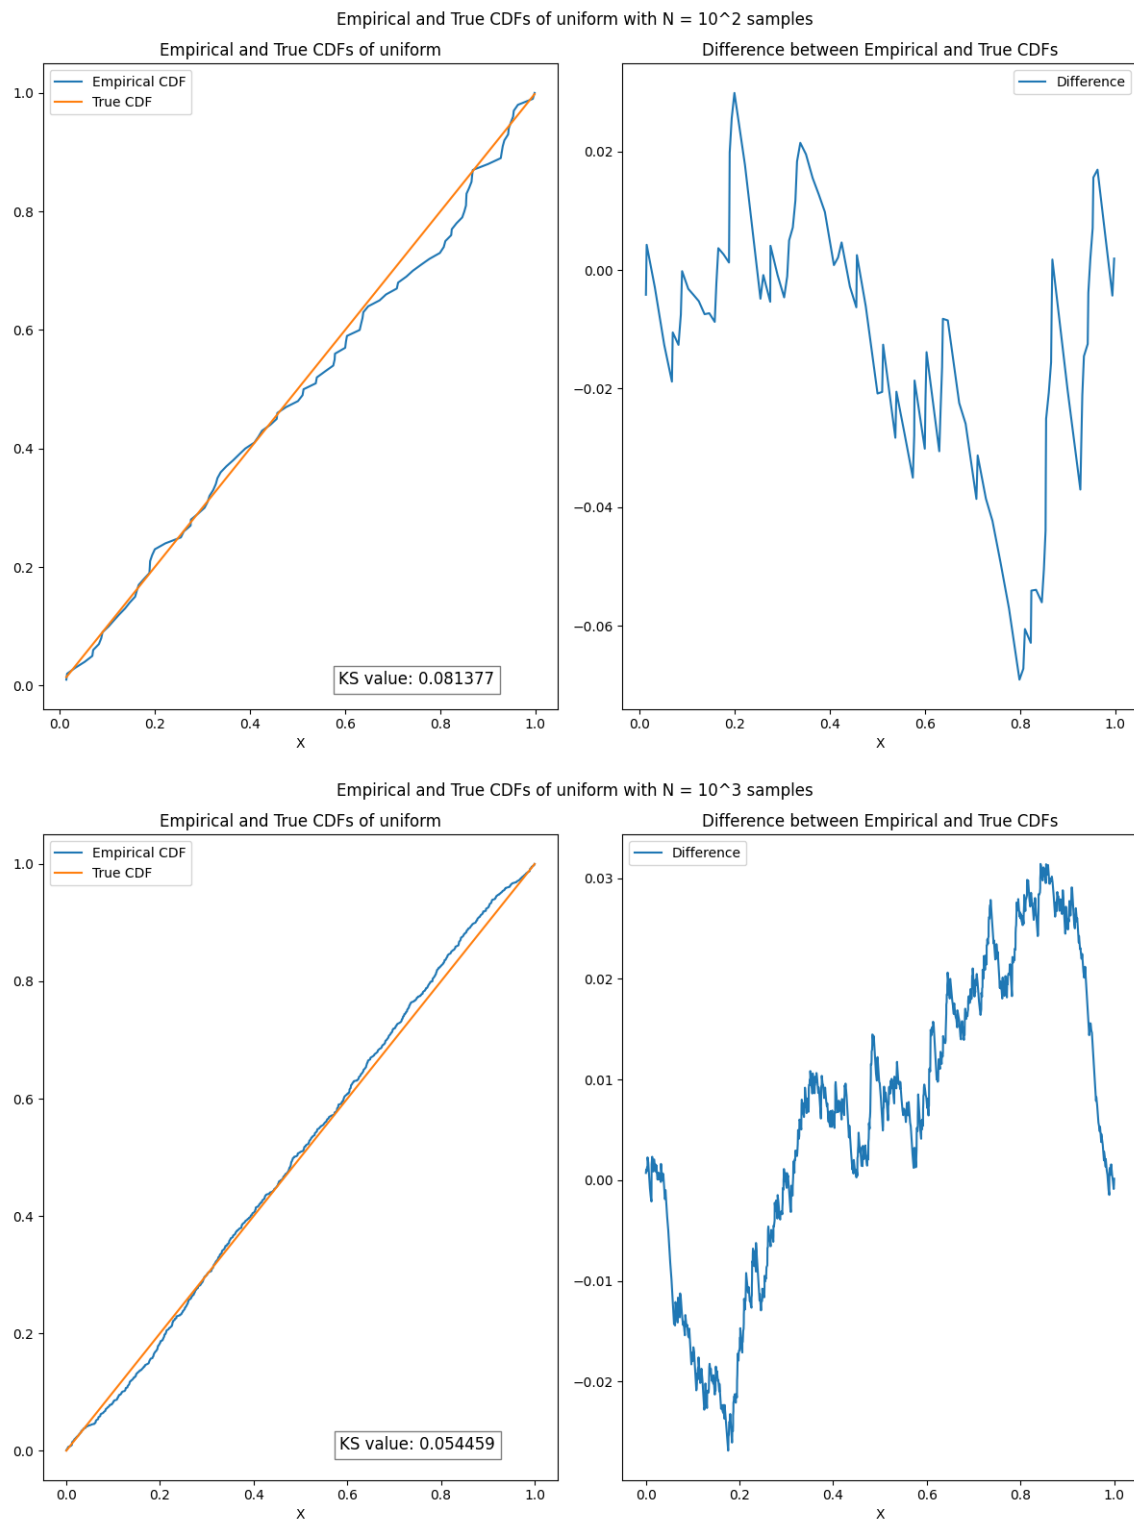 Empirical and True CDFs of uniform with N = 10^2 samples
Empirical and True CDFs of uniform
Empirical CDF
True CDF
1.0
0.8
0.6
0.4
0.2
0.0
KS value: 0.081377
0.0 0.2 0.4 0.6 0.8 1.0
X
Difference between Empirical and True CDFs
Difference
0.02
0.00
−0.02
−0.04
−0.06
0.0 0.2 0.4 0.6 0.8 1.0
X
Empirical and True CDFs of uniform with N = 10^3 samples
Empirical and True CDFs of uniform
Empirical CDF
True CDF
1.0
0.8
0.6
0.4
0.2
0.0
KS value: 0.054459
0.0 0.2 0.4 0.6 0.8 1.0
X
Difference between Empirical and True CDFs
Difference
0.03
0.02
0.01
0.00
−0.01
−0.02
0.0 0.2 0.4 0.6 0.8 1.0
X